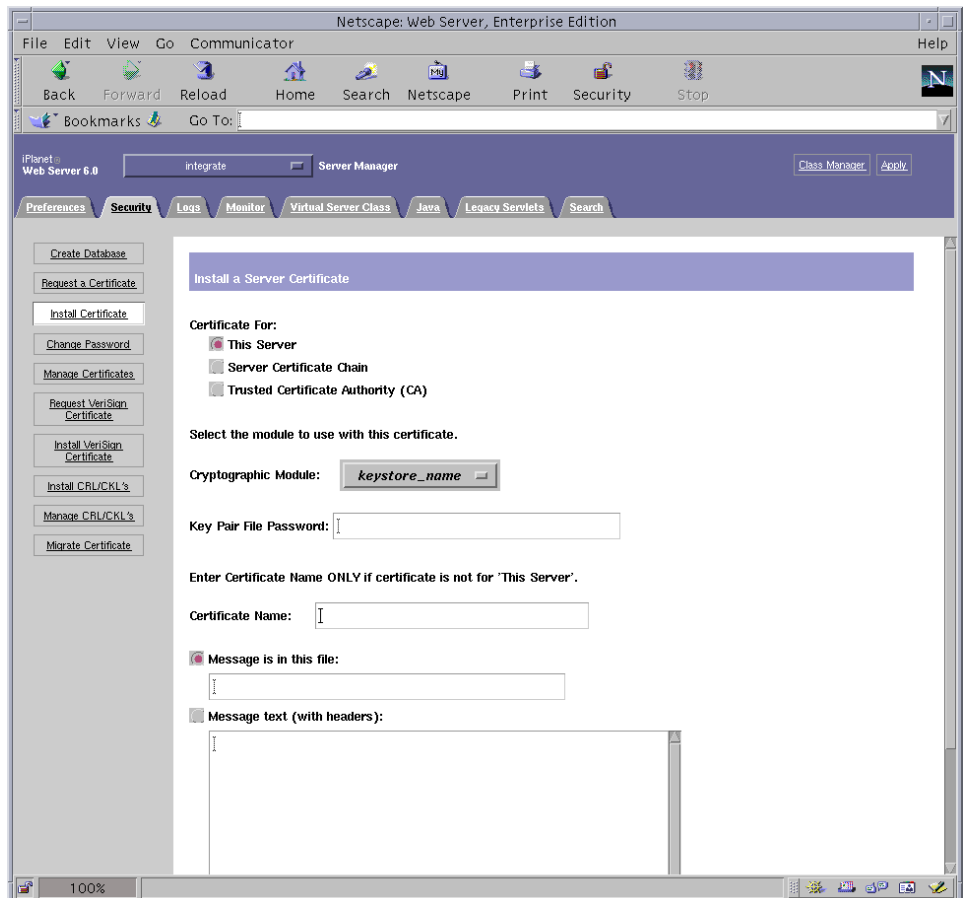 Netscape: Web Server, Enterprise Edition
File Edit View Go Communicator Help
Back Forward Reload Home Search Netscape Print Security Stop
My
N
Bookmarks Go To:
iPlanet
Web Server 6.0
integrate
Server Manager
Class Manager
Apply
Preferences Security Logs Monitor Virtual Server Class Java Legacy Servlets Search
Create Database
Request a Certificate
Install Certificate
Change Password
Manage Certificates
Request VeriSign
Certificate
Install VeriSign
Certificate
Install CRL/CKL's
Manage CRL/CKL's
Migrate Certificate
Install a Server Certificate
Certificate For:
This Server
Server Certificate Chain
Trusted Certificate Authority (CA)
Select the module to use with this certificate.
Cryptographic Module: keystore_name
Key Pair File Password:
Enter Certificate Name ONLY if certificate is not for 'This Server'.
Certificate Name:
Message is in this file:
Message text (with headers):
100%